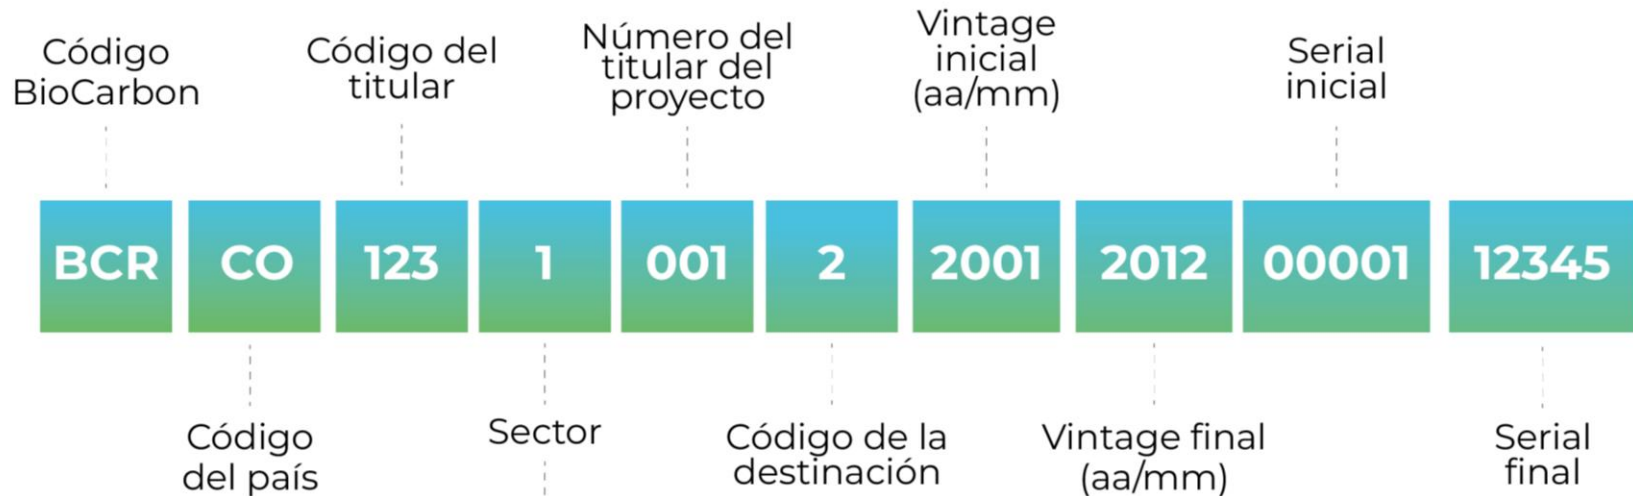 Código
BioCarbon
Código del
titular
Número del
titular del
proyecto
Vintage
inicial
(aa/mm)
Serial
inicial
BCR CO 123 1 001 2 2001 2012 00001 12345
Código
del país
Sector
Código de la
destinación
Vintage final
(aa/mm)
Serial
final